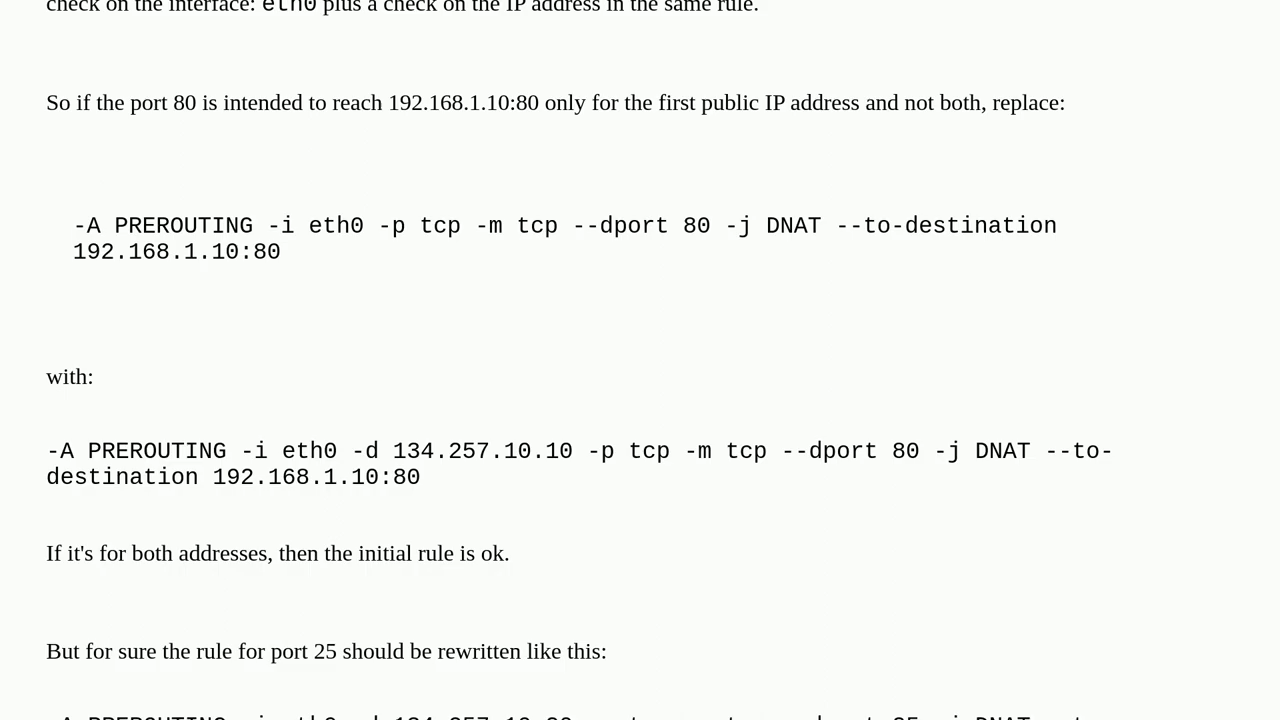 check on the interface: eth0 plus a check on the IP address in the same rule.
So if the port 80 is intended to reach 192.168.1.10:80 only for the first public IP address and not both, replace:
-A PREROUTING -i eth0 -p tcp -m tcp --dport 80 -j DNAT --to-destination
192.168.1.10:80
with:
-A PREROUTING -i eth0 -d 134.257.10.10 -p tcp -m tcp --dport 80 -j DNAT --to-
destination 192.168.1.10:80
If it's for both addresses, then the initial rule is ok.
But for sure the rule for port 25 should be rewritten like this: